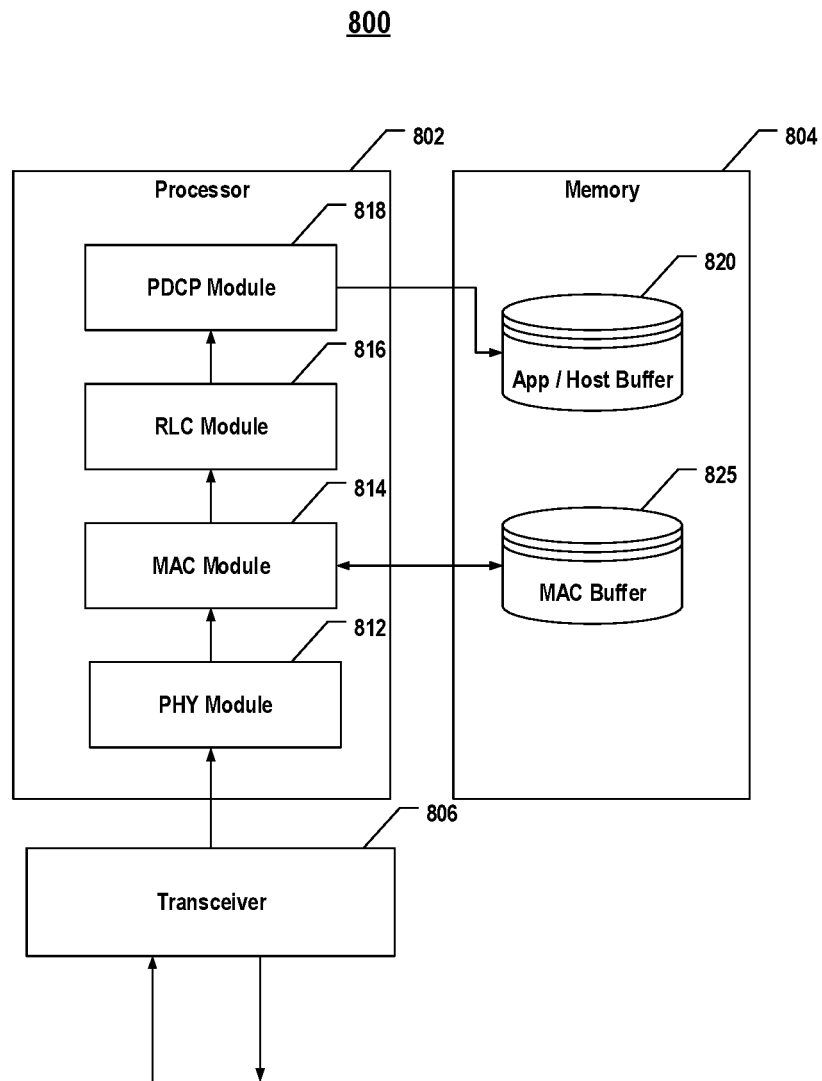 800
802
804
Processor
Memory
818
PDCP Module
820
App / Host Buffer
816
RLC Module
814
825
MAC Module
MAC Buffer
812
PHY Module
806
Transceiver